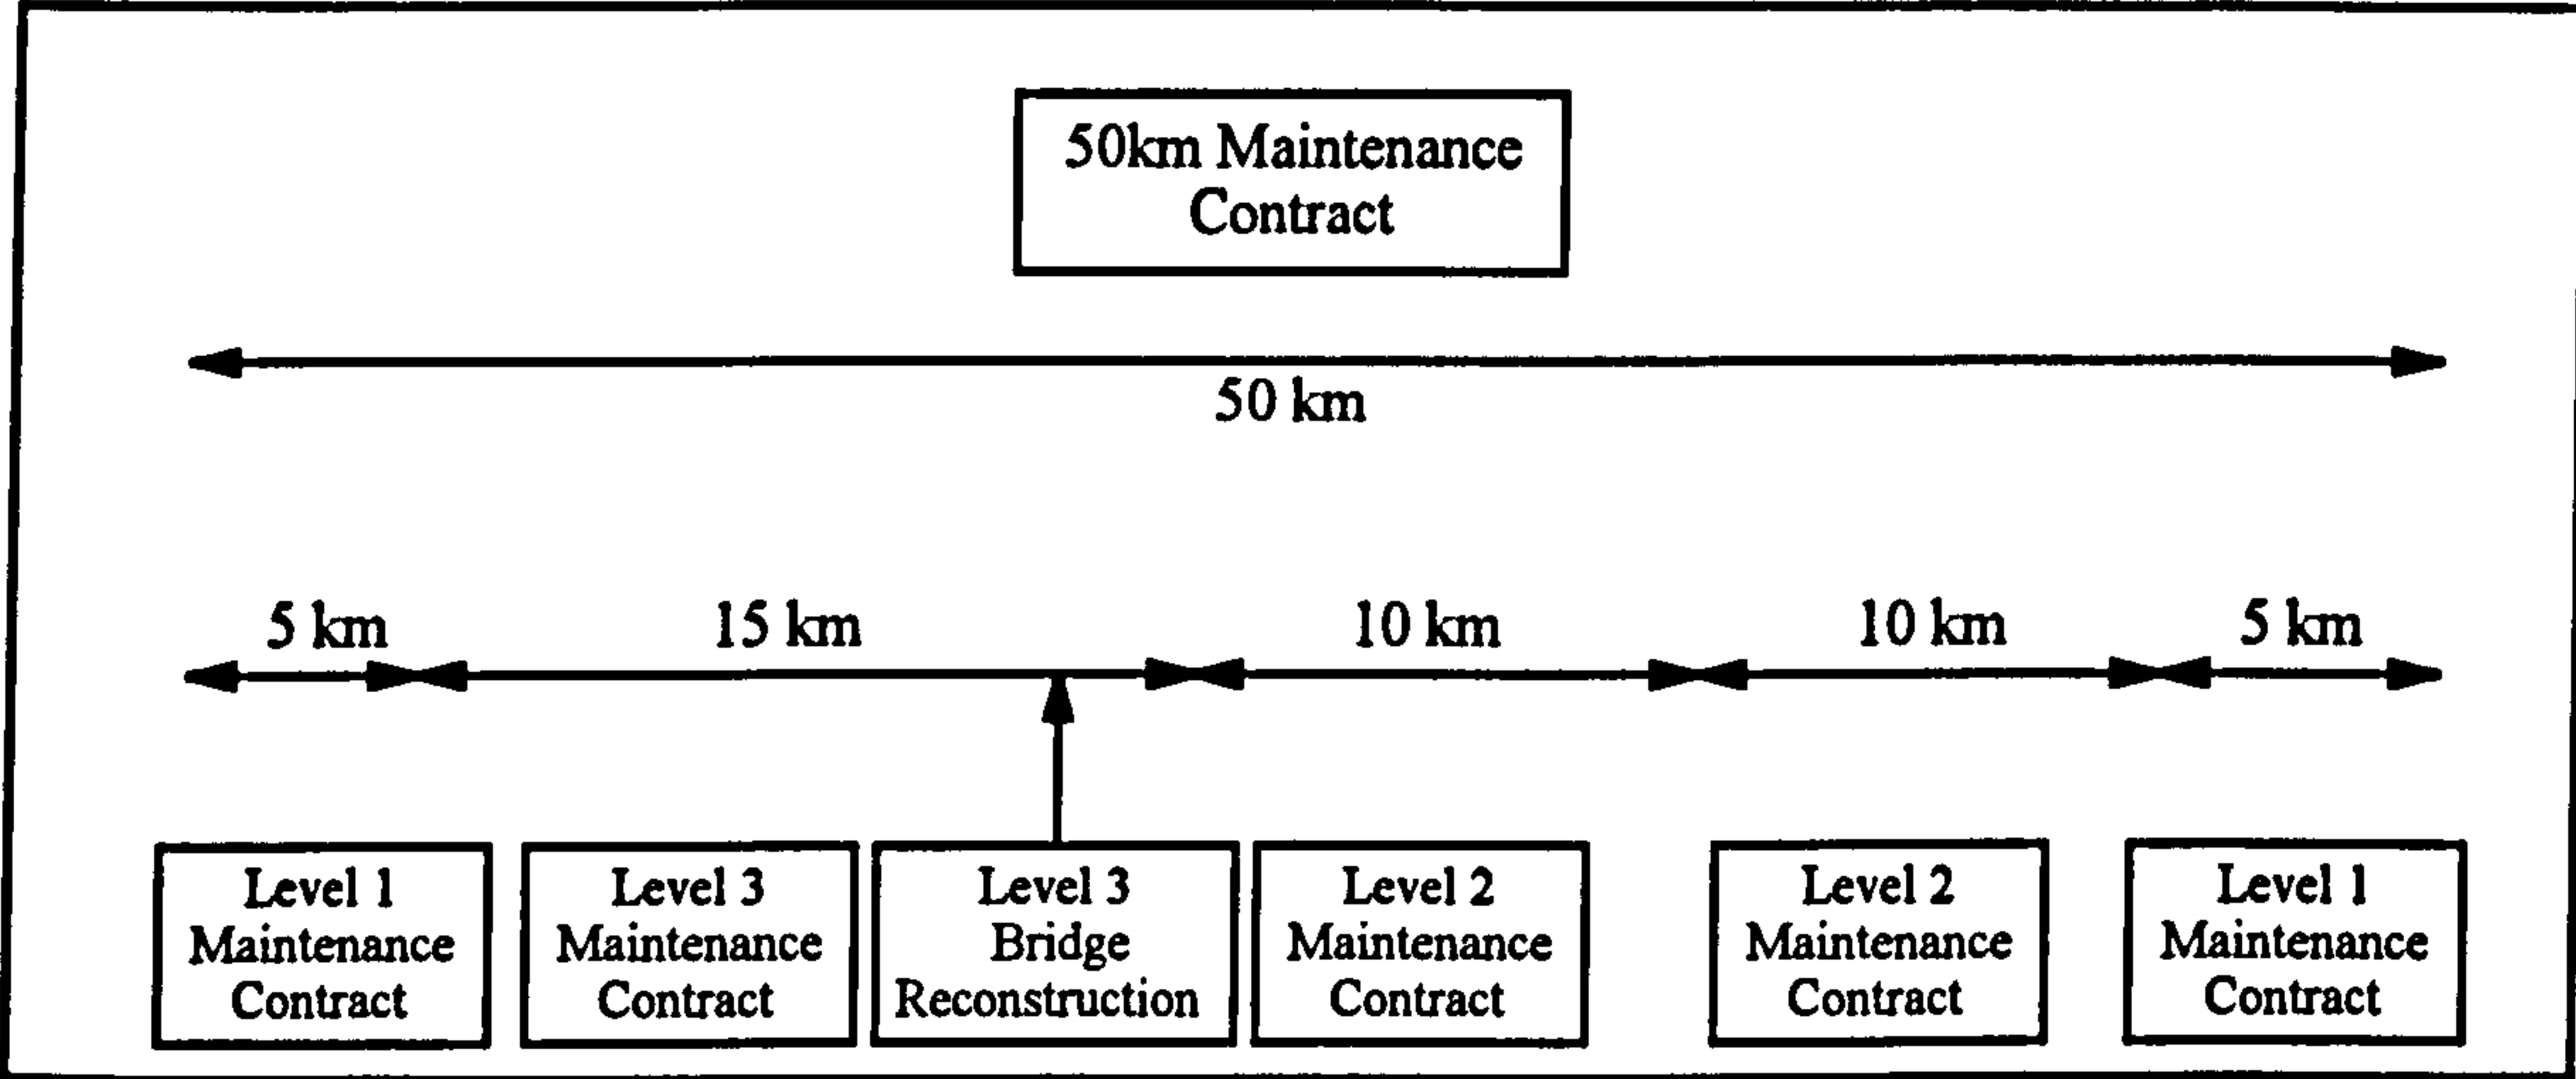 50km Maintenance
Contract
50 km
5 km
15 km
10 km
10 km
5 km
Level 1
Maintenance
Contract
Level 3
Maintenance
Contract
Level 3
Bridge
Reconstruction
Level 2
Maintenance
Contract
Level 2
Maintenance
Contract
Level 1
Maintenance
Contract